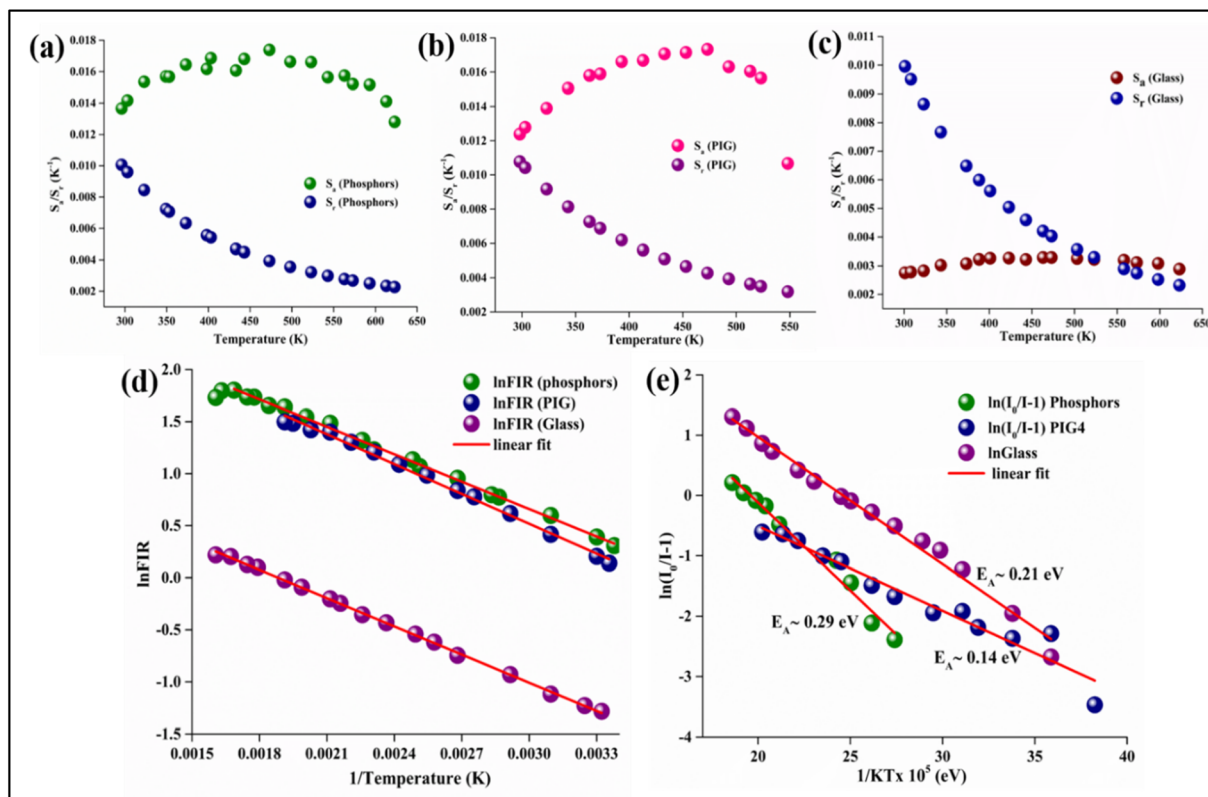 (a)
0.018
0.016
0.014
0.012
0.010
0.008
0.006
0.004
0.002
Sa/Sr (K⁻¹)
Sa (Phosphors)
Sr (Phosphors)
300 350 400 450 500 550 600 650
Temperature (K)
(b)
0.018
0.016
0.014
0.012
0.010
0.008
0.006
0.004
0.002
Sa/Sr (K⁻¹)
Sa (PIG)
Sr (PIG)
300 350 400 450 500 550
Temperature (K)
(c)
0.011
0.010
0.009
0.008
0.007
0.006
0.005
0.004
0.003
0.002
Sa/Sr (K⁻¹)
Sa (Glass)
Sr (Glass)
300 350 400 450 500 550 600 650
Temperature (K)
(d)
2.0
1.5
1.0
0.5
0.0
-0.5
-1.0
-1.5
lnFIR
lnFIR (phosphors)
lnFIR (PIG)
lnFIR (Glass)
linear fit
0.0015 0.0018 0.0021 0.0024 0.0027 0.0030 0.0033
1/Temperature (K)
(e)
2
1
0
-1
-2
-3
-4
ln(I₀/I-1)
ln(I₀/I-1) Phosphors
ln(I₀/I-1) PIG4
lnGlass
linear fit
E_A~ 0.21 eV
E_A~ 0.29 eV
E_A~ 0.14 eV
20 25 30 35 40
1/KTx 10⁵ (eV)